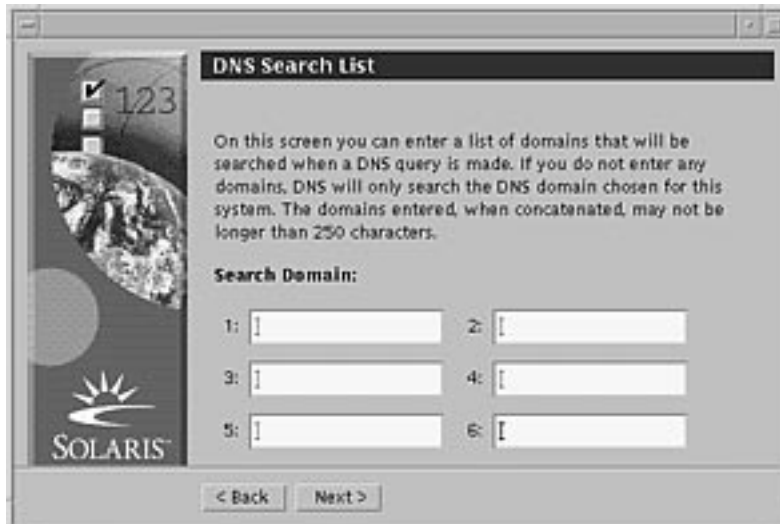 DNS Search List
123
On this screen you can enter a list of domains that will be
searched when a DNS query is made. If you do not enter any
domains, DNS will only search the DNS domain chosen for this
system. The domains entered, when concatenated, may not be
longer than 250 characters.
Search Domain:
1: 2:
3: 4:
5: 6:
SOLARIS™
< Back Next >